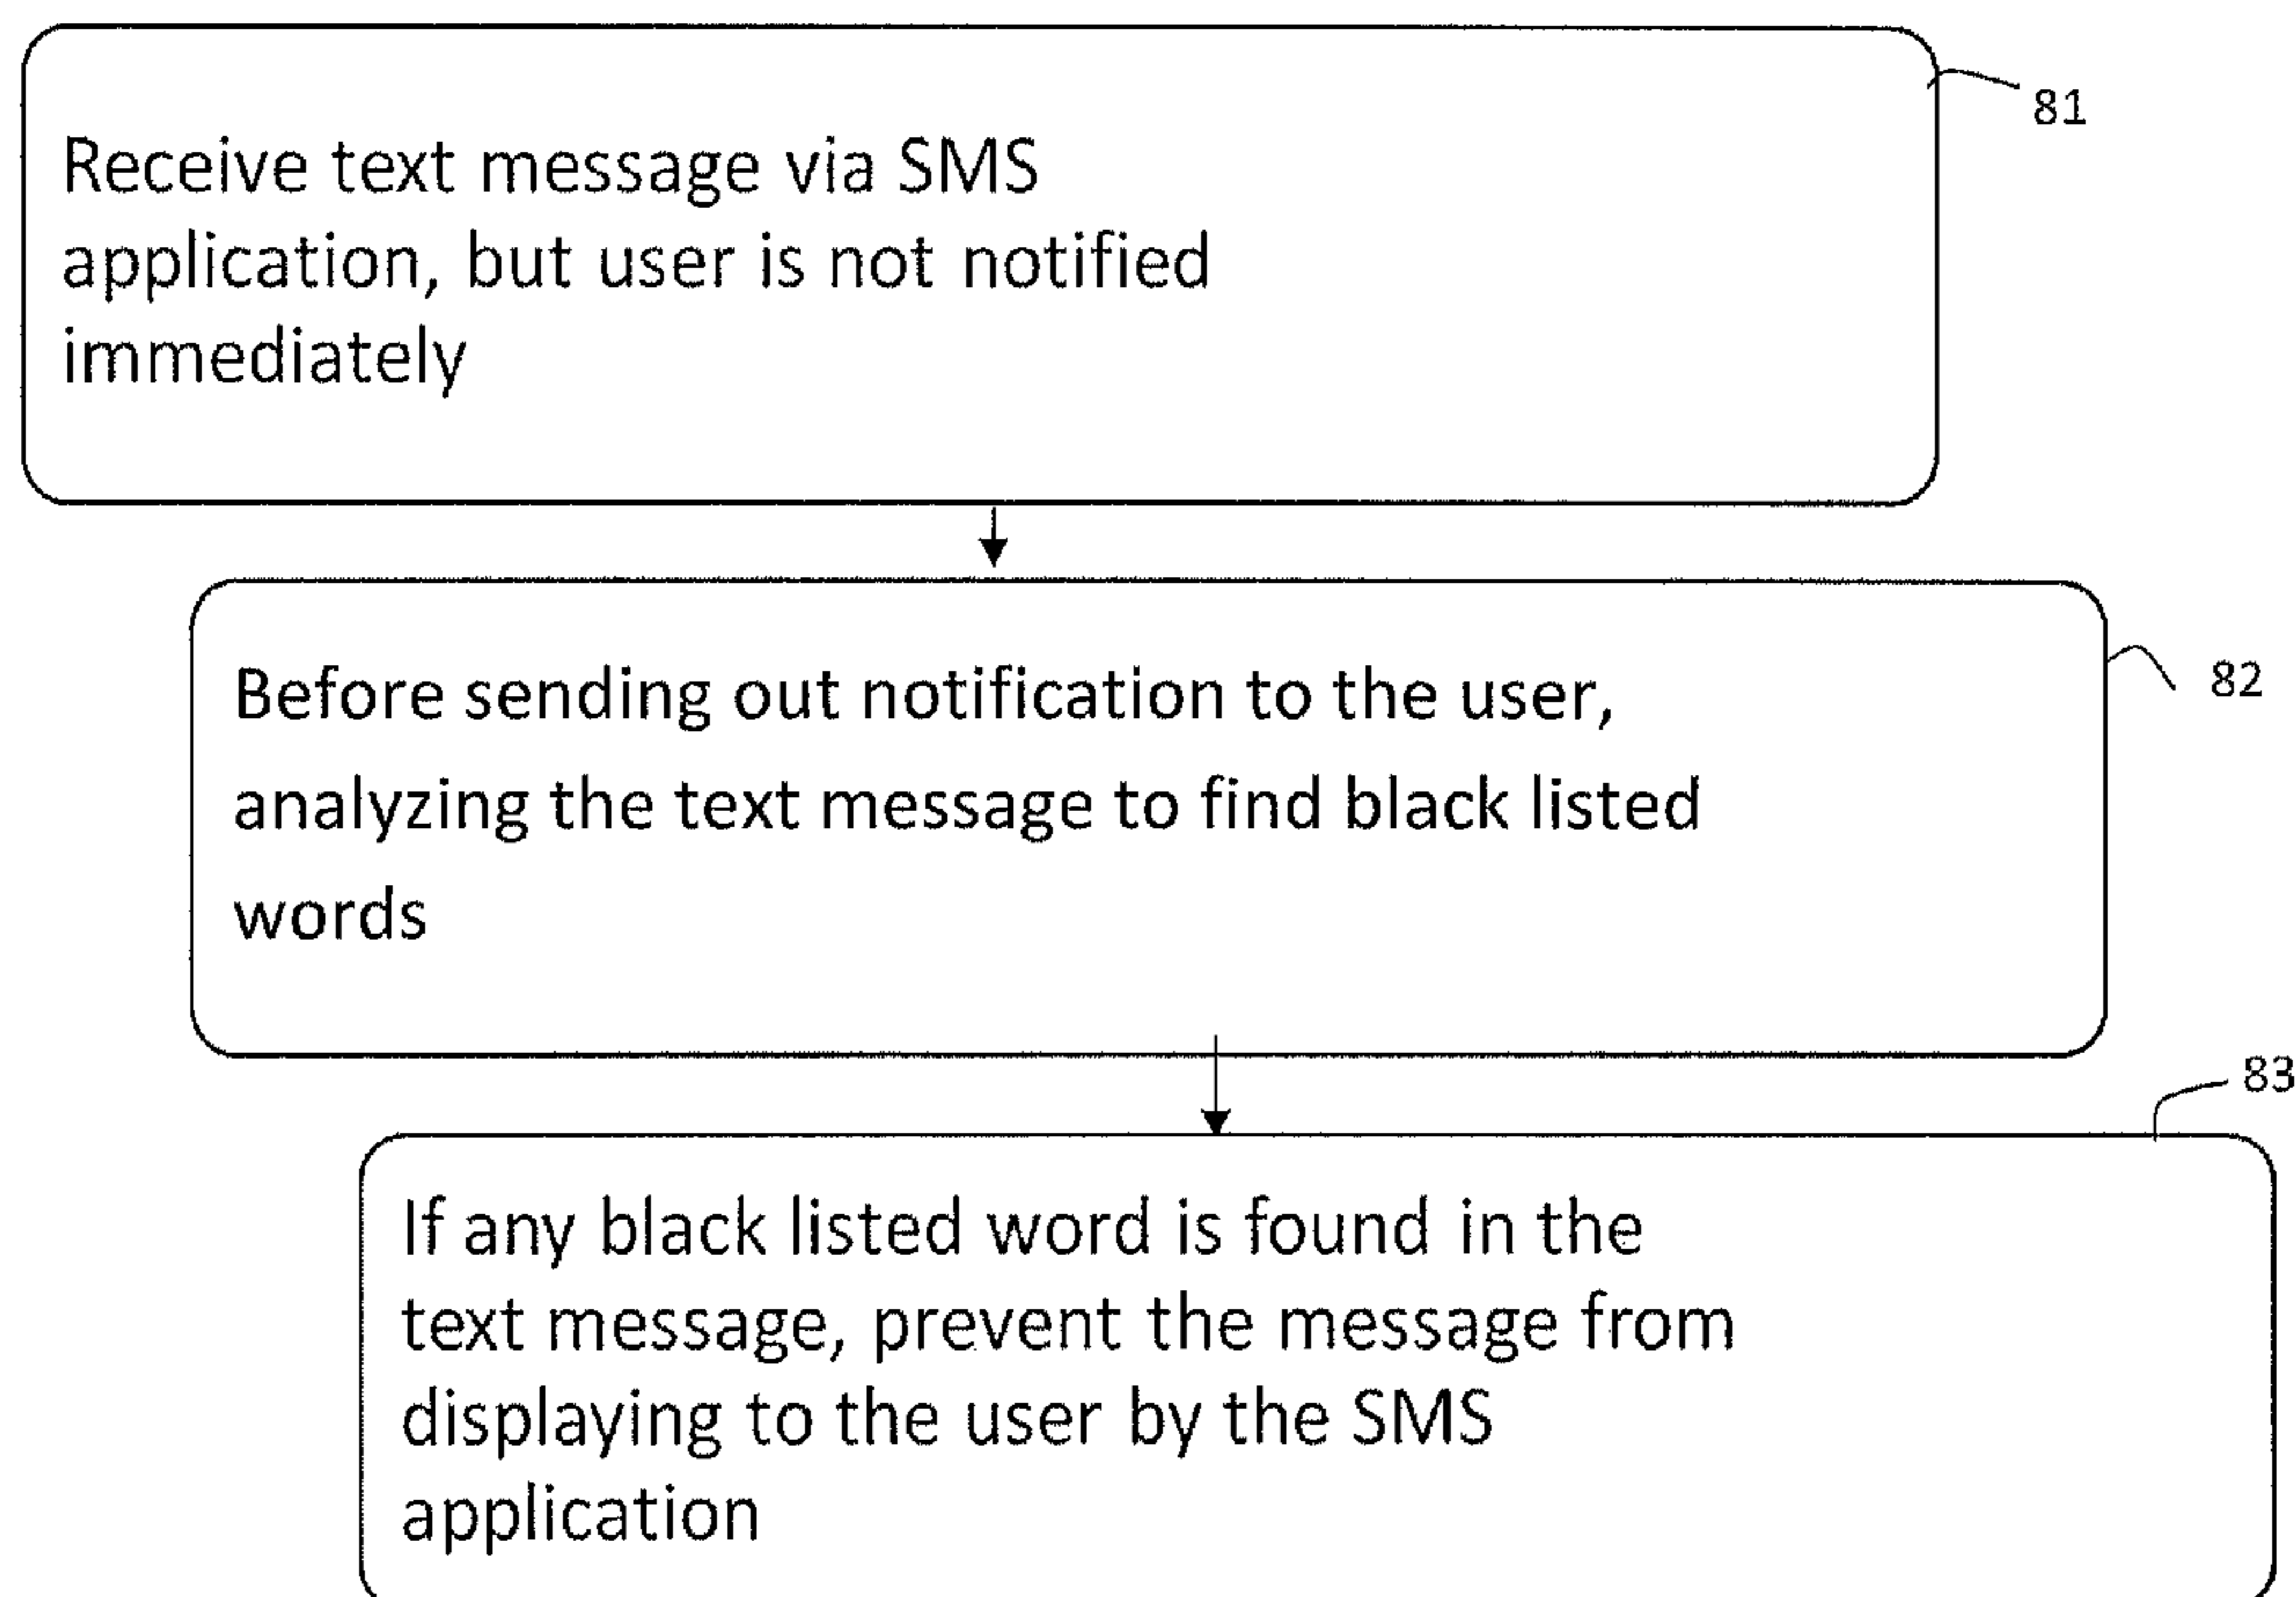 Receive text message via SMS
application, but user is not notified
immediately
81
Before sending out notification to the user,
analyzing the text message to find black listed
words
82
83
If any black listed word is found in the
text message, prevent the message from
displaying to the user by the SMS
application